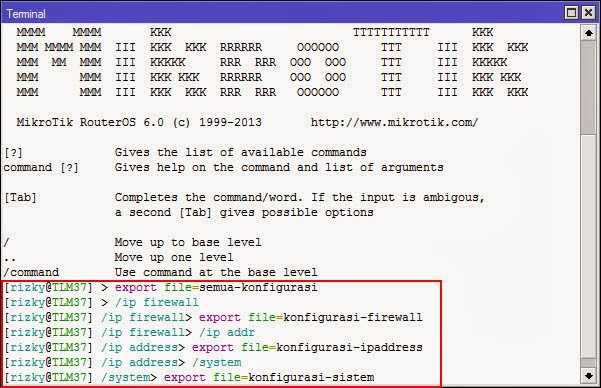 Terminal
MMMM    MMMM       KKK                          TTTTTTTTTTT      KKK
MMM MMMM MMM  III  KKK  KKK  RRRRRR     OOOOOO      TTT     III  KKK  KKK
MMM  MM  MMM  III  KKKKK     RRR  RRR  OOO  OOO     TTT     III  KKKKK
MMM      MMM  III  KKK KKK   RRRRRR    OOO  OOO     TTT     III  KKK KKK
MMM      MMM  III  KKK  KKK  RRR  RRR   OOOOOO      TTT     III  KKK  KKK
MikroTik RouterOS 6.0 (c) 1999-2013       http://www.mikrotik.com/
[?]             Gives the list of available commands
command [?]     Gives help on the command and list of arguments
[Tab]           Completes the command/word. If the input is ambigous,
a second [Tab] gives possible options
/               Move up to base level
..              Move up one level
/command        Use command at the base level
[rizky@TLM37] > export file=semua-konfigurasi
[rizky@TLM37] > /ip firewall
[rizky@TLM37] /ip firewall> export file=konfigurasi-firewall
[rizky@TLM37] /ip firewall> /ip addr
[rizky@TLM37] /ip address> export file=konfigurasi-ipaddress
[rizky@TLM37] /ip address> /system
[rizky@TLM37] /system> export file=konfigurasi-sistem